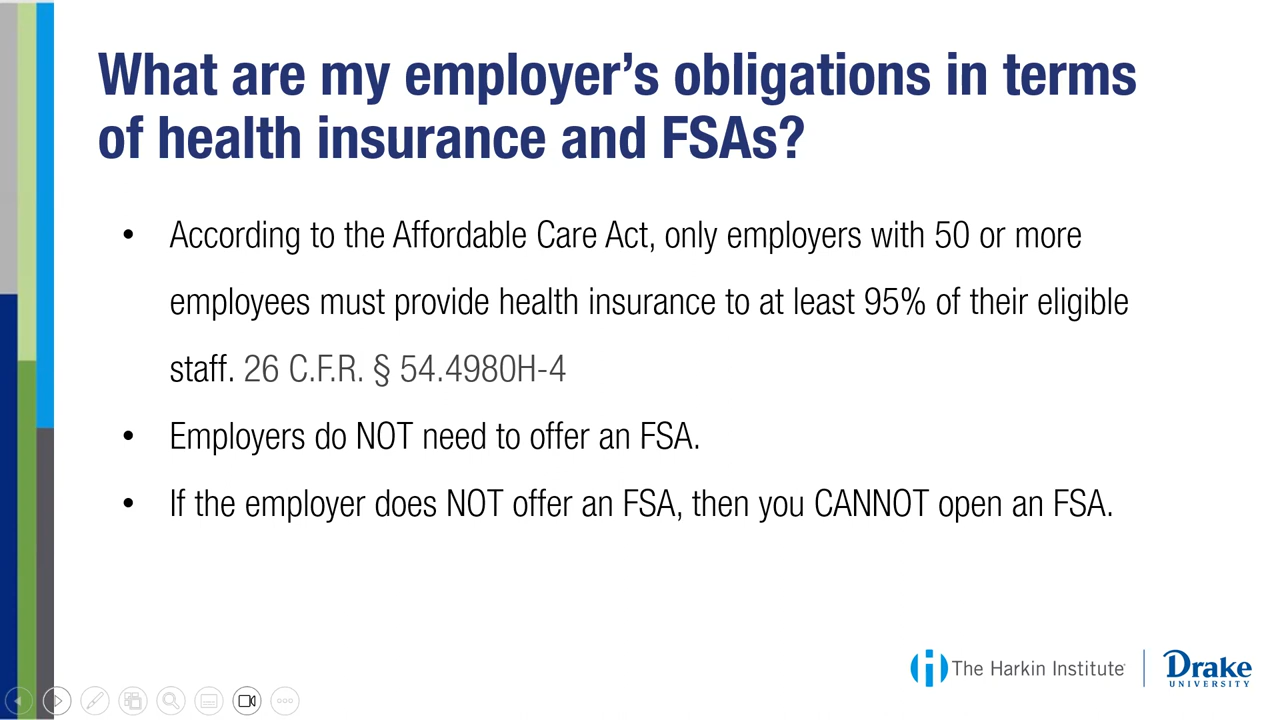 What are my employer’s obligations in terms
of health insurance and FSAs?
• According to the Affordable Care Act, only employers with 50 or more
employees must provide health insurance to at least 95% of their eligible
staff. 26 C.F.R. § 54.4980H-4
• Employers do NOT need to offer an FSA.
• If the employer does NOT offer an FSA, then you CANNOT open an FSA.
The Harkin Institute
Drake
UNIVERSITY